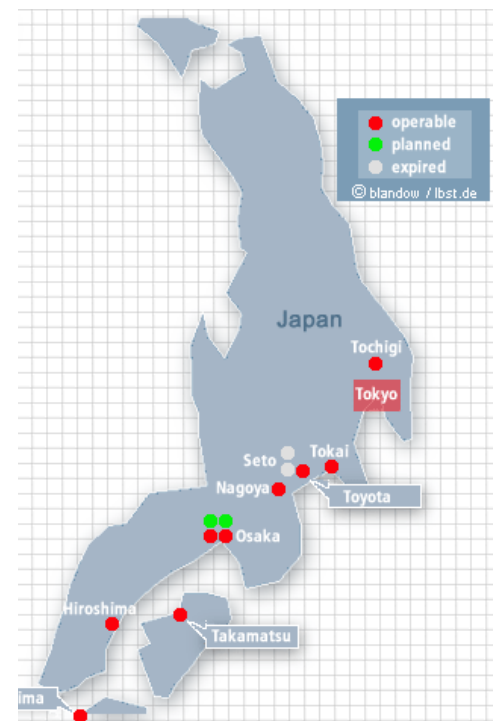 operable
planned
expired
© blandow / lbst.de
Japan
Tochigi
Tokyo
Seto
Tokai
Nagoya
Toyota
Osaka
Hiroshima
Takamatsu
ima